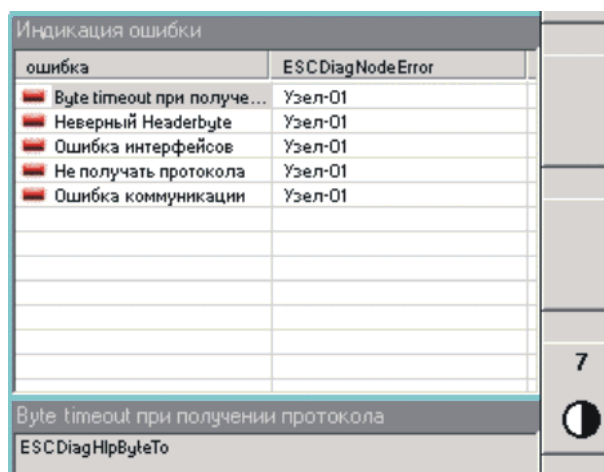 Индикация ошибки
ошибка ESCDiagNodeError
Byte timeout при получе... Узел-01
Неверный Headerbyte Узел-01
Ошибка интерфейсов Узел-01
Не получать протокола Узел-01
Ошибка коммуникации Узел-01
7
Byte timeout при получении протокола
ESCDiagHlpByteTo